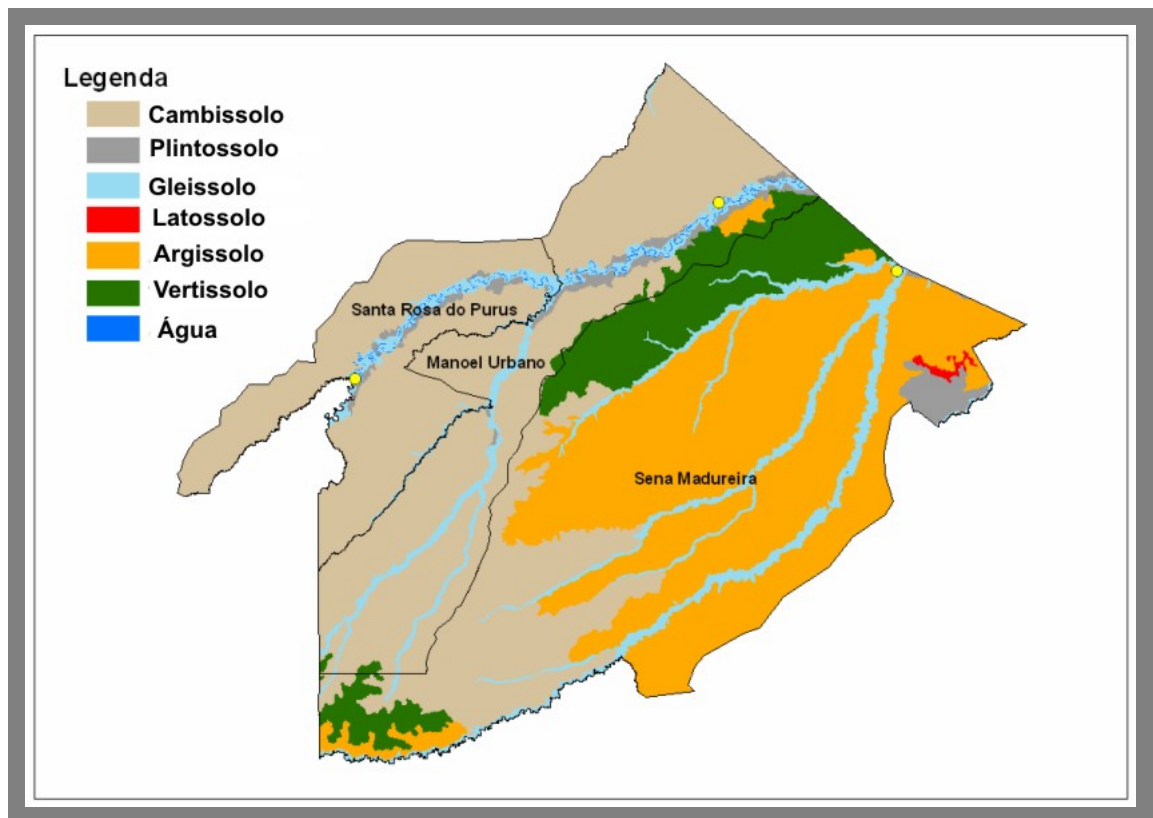 Legenda
Cambissolo
Plintossolo
Gleissolo
Latossolo
Argissolo
Vertissolo
Água
Santa Rosa do Purus
Manoel Urbano
Sena Madureira